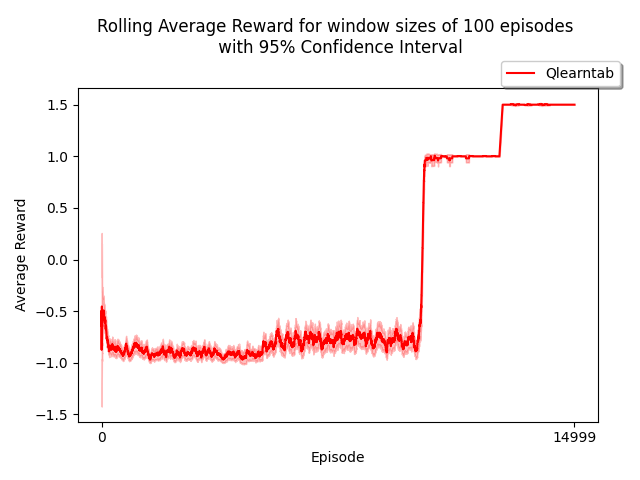 Rolling Average Reward for window sizes of 100 episodes
with 95% Confidence Interval
Qlearntab
1.5
1.0
0.5
0.0
−0.5
−1.0
−1.5
Average Reward
0
14999
Episode